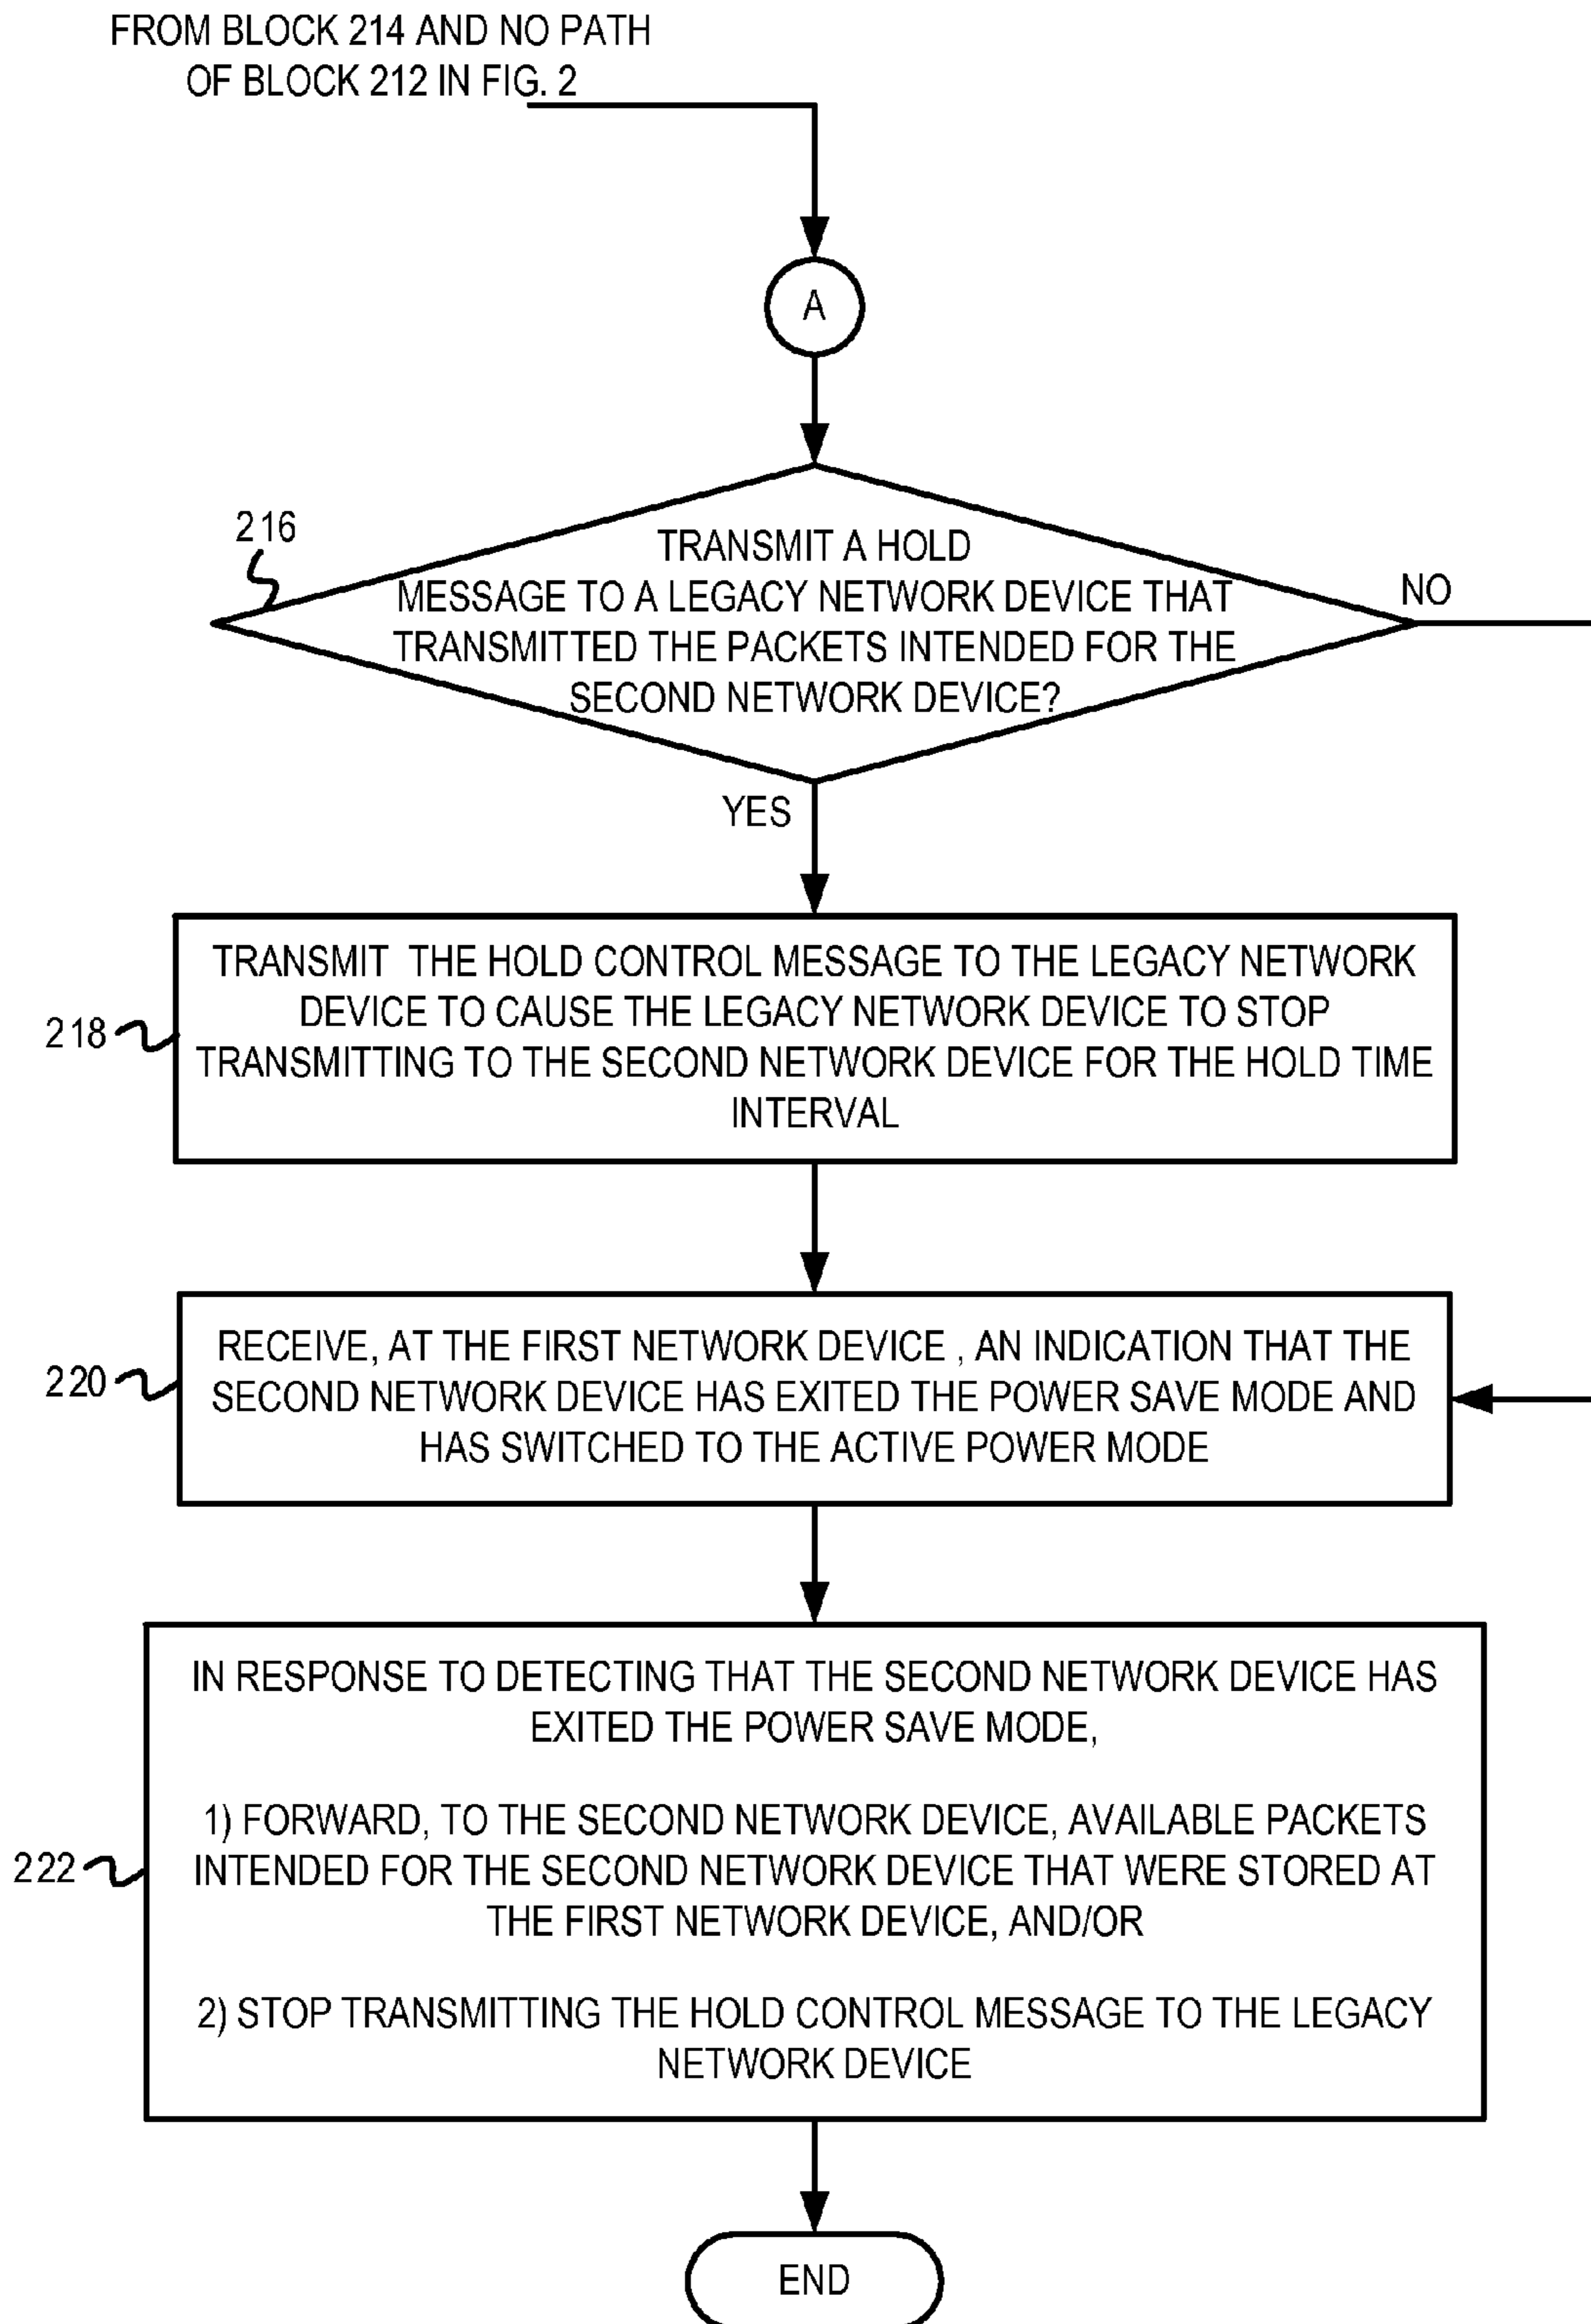 FROM BLOCK 214 AND NO PATH
OF BLOCK 212 IN FIG. 2
A
216
TRANSMIT A HOLD
MESSAGE TO A LEGACY NETWORK DEVICE THAT
TRANSMITTED THE PACKETS INTENDED FOR THE
SECOND NETWORK DEVICE?
NO
YES
218
TRANSMIT THE HOLD CONTROL MESSAGE TO THE LEGACY NETWORK
DEVICE TO CAUSE THE LEGACY NETWORK DEVICE TO STOP
TRANSMITTING TO THE SECOND NETWORK DEVICE FOR THE HOLD TIME
INTERVAL
220
RECEIVE, AT THE FIRST NETWORK DEVICE , AN INDICATION THAT THE
SECOND NETWORK DEVICE HAS EXITED THE POWER SAVE MODE AND
HAS SWITCHED TO THE ACTIVE POWER MODE
222
IN RESPONSE TO DETECTING THAT THE SECOND NETWORK DEVICE HAS
EXITED THE POWER SAVE MODE,
1) FORWARD, TO THE SECOND NETWORK DEVICE, AVAILABLE PACKETS
INTENDED FOR THE SECOND NETWORK DEVICE THAT WERE STORED AT
THE FIRST NETWORK DEVICE, AND/OR
2) STOP TRANSMITTING THE HOLD CONTROL MESSAGE TO THE LEGACY
NETWORK DEVICE
END